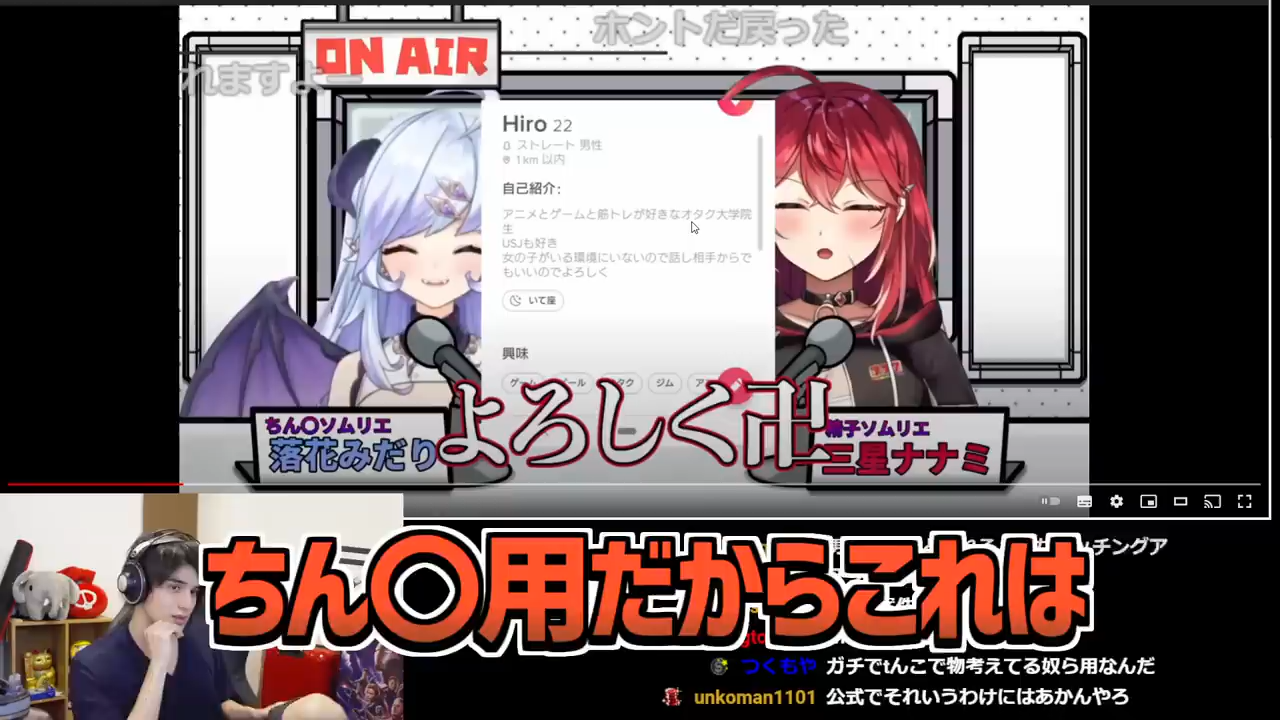 ホントだ戻った
ON AIR
れますよー
Hiro 22
ストレート 男性
1km 以内
自己紹介:
アニメとゲームと筋トレが好きなオタク大学院
生
USJも好き
女の子がいる環境にいないので話し相手からで
もいいのでよろしく
いて座
興味
ジム
よろしく卍
ちん〇ソムリエ
落花みだり
精子ソムリエ
三星ナナミ
ちん〇用だからこれは
ッチングア
つくもや ガチでtんこで物考えてる奴ら用なんだ
unkoman1101 公式でそれいうわけにはあかんやろ